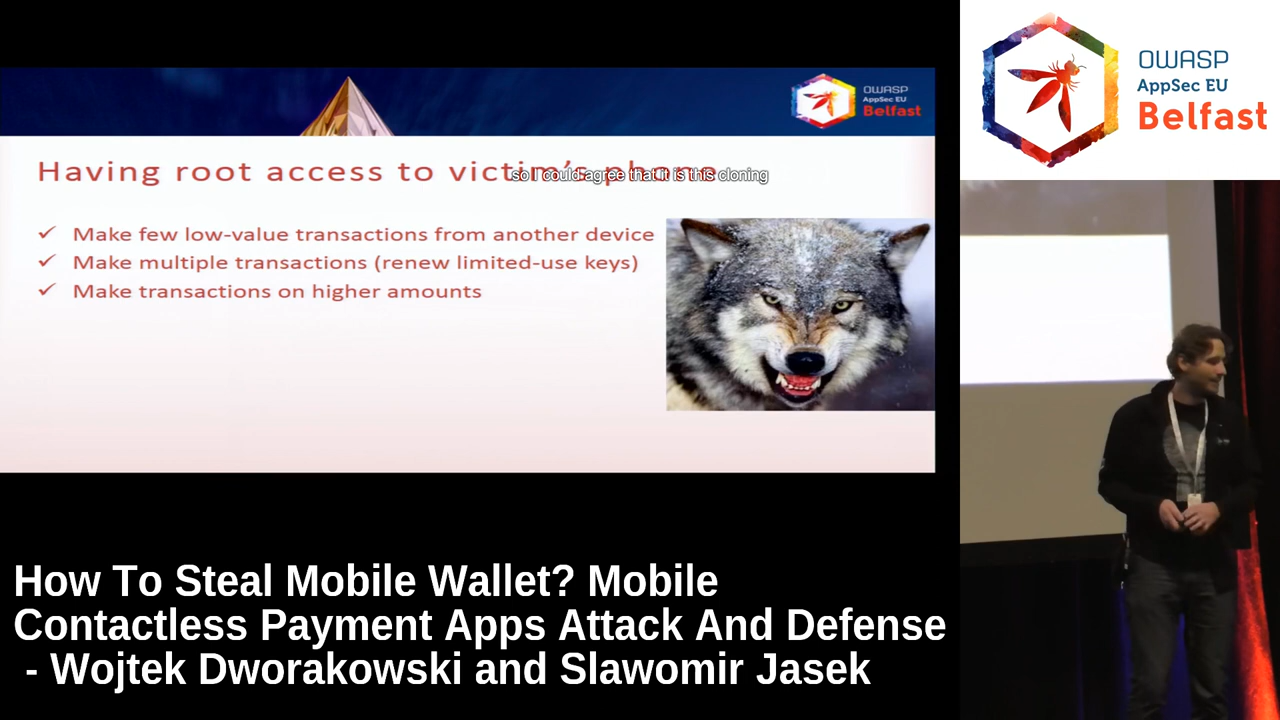 OWASP
AppSec EU
Belfast
OWASP
AppSec EU
Belfast
Having root access to victim's phone
so I could agree that it is this cloning
Make few low-value transactions from another device
Make multiple transactions (renew limited-use keys)
Make transactions on higher amounts
How To Steal Mobile Wallet? Mobile
Contactless Payment Apps Attack And Defense
- Wojtek Dworakowski and Slawomir Jasek